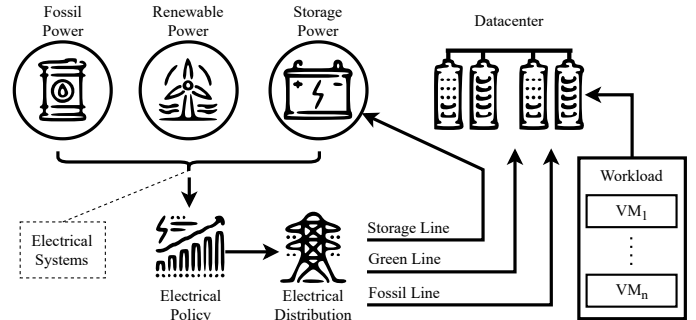 Fossil
Power
Renewable
Power
Storage
Power
Datacenter
Workload
VM1
VMn
Electrical
Systems
Electrical
Policy
Electrical
Distribution
Storage Line
Green Line
Fossil Line